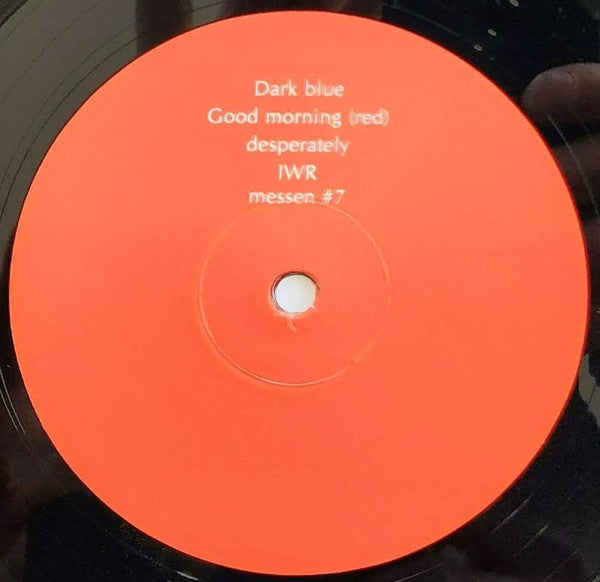 Dark blue
Good morning (red)
desperately
IWR
messen #7